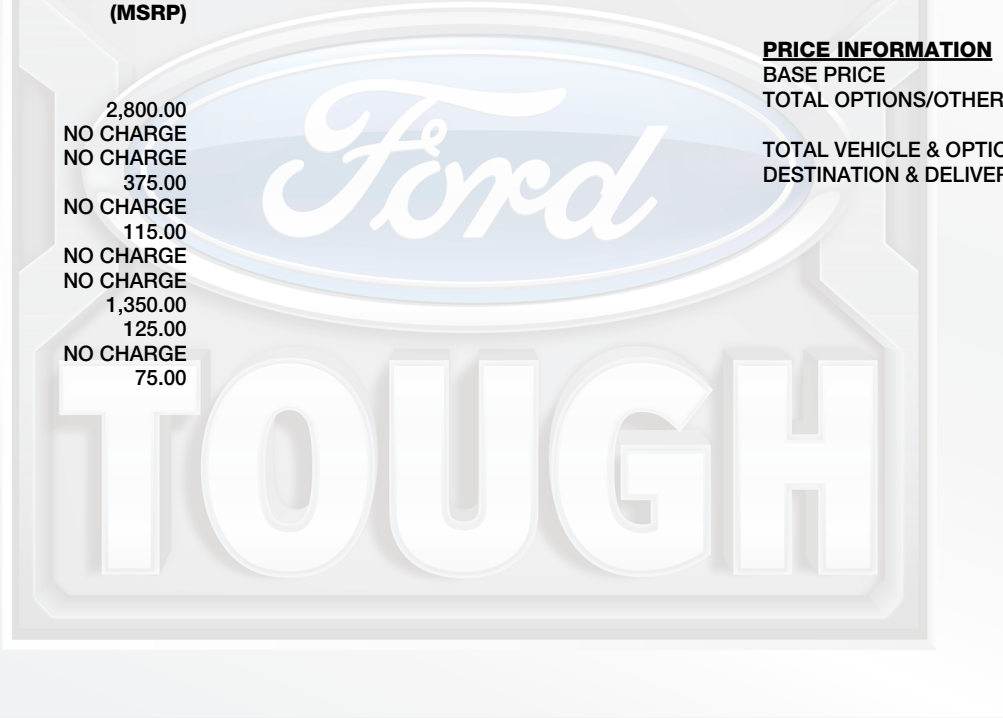 (MSRP)
2,800.00
NO CHARGE
NO CHARGE
375.00
NO CHARGE
115.00
NO CHARGE
NO CHARGE
1,350.00
125.00
NO CHARGE
75.00
PRICE INFORMATION
BASE PRICE
TOTAL OPTIONS/OTHER
TOTAL VEHICLE & OPTIO
DESTINATION & DELIVER
Ford
TOUGH